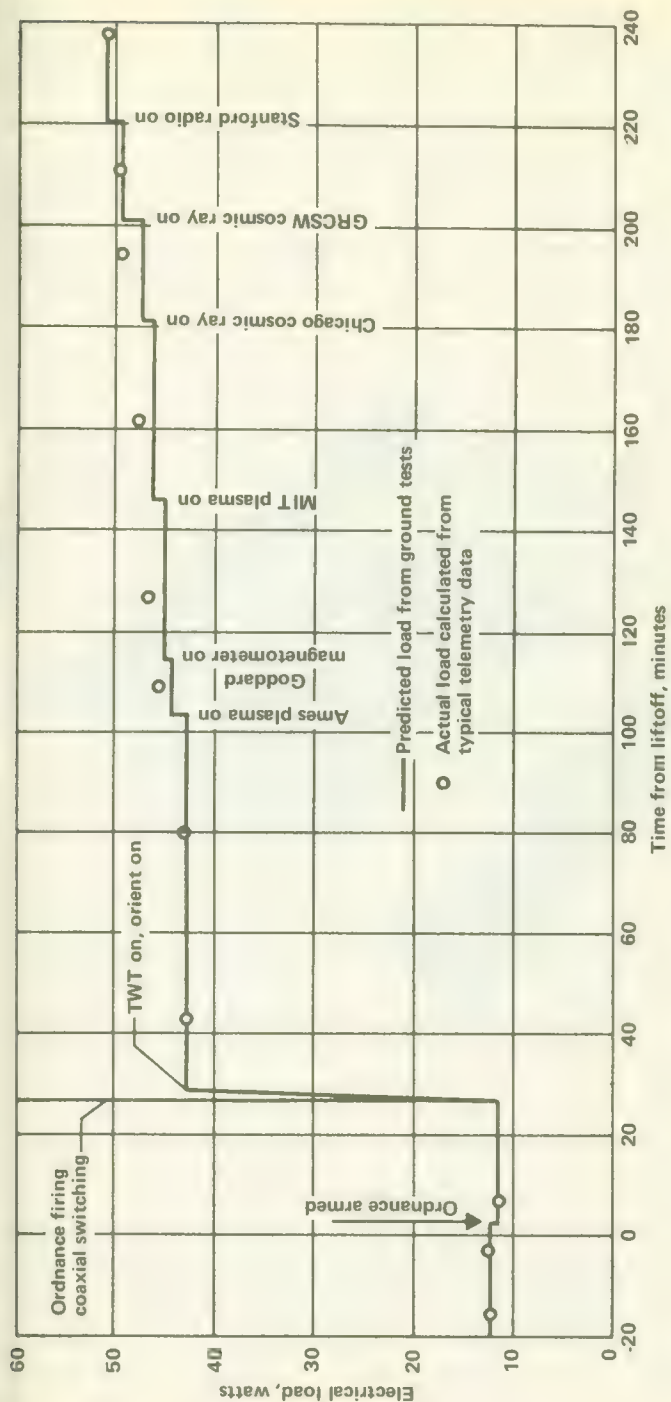 60
50
40
30
20
10
0
Electrical load, watts
-20
0
20
40
60
80
100
120
140
160
180
200
220
240
Time from liftoff, minutes
Ordnance firing
coaxial switching
TWT on, orient on
Ordnance armed
Ames plasma on
Goddard
magnetometer on
MIT plasma on
Chicago cosmic ray on
GRCSW cosmic ray on
Stanford radio on
Predicted load from ground tests
Actual load calculated from
typical telemetry data